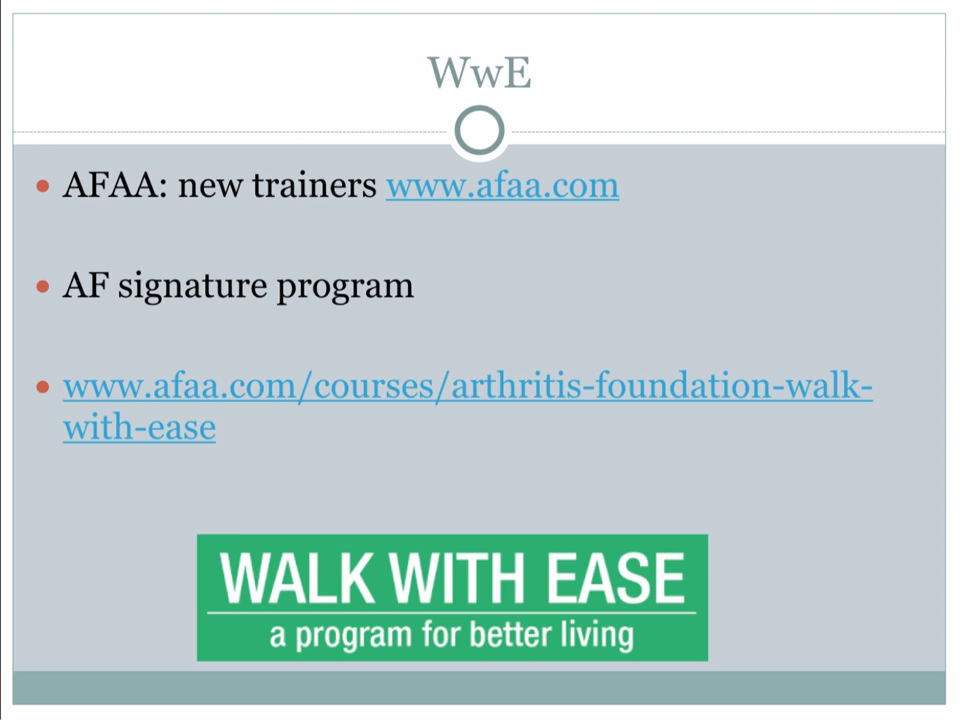 WwE
AFAA: new trainers www.afaa.com
AF signature program
www.afaa.com/courses/arthritis-foundation-walk-
with-ease
WALK WITH EASE
a program for better living